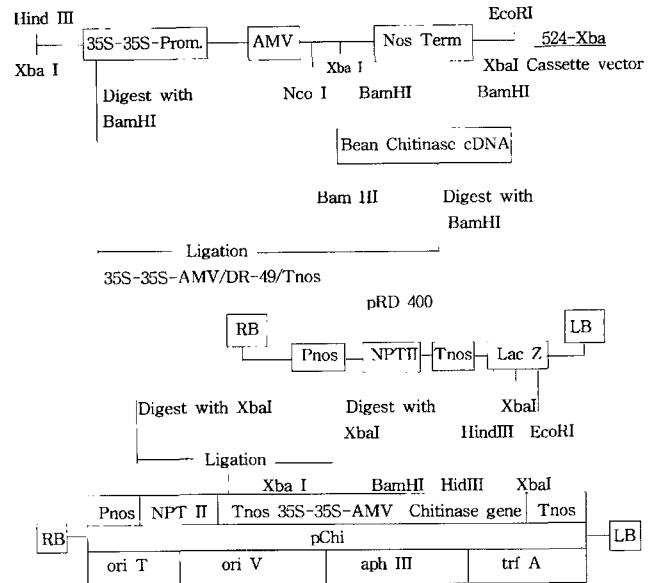 Hind III
EcoRI
35S-35S-Prom.
AMV
Nos Term
524-Xba
Xba I
Xba I
XbaI Cassette vector
Nco I
BamHI
BamHI
Digest with
BamHI
Bean Chitinasc cDNA
Bam 1II
Digest with
BamHI
Ligation
35S-35S-AMV/DR-49/Tnos
pRD 400
RB
LB
Pnos
NPTII
Tnos
Lac Z
Digest with XbaI
Digest with
XbaI
XbaI
HindIII
EcoRI
Ligation
Xba I
BamHI
HidIII
XbaI
Pnos
NPT II
Tnos 35S-35S-AMV
Chitinase gene
Tnos
RB
pChi
LB
ori T
ori V
aph III
trf A